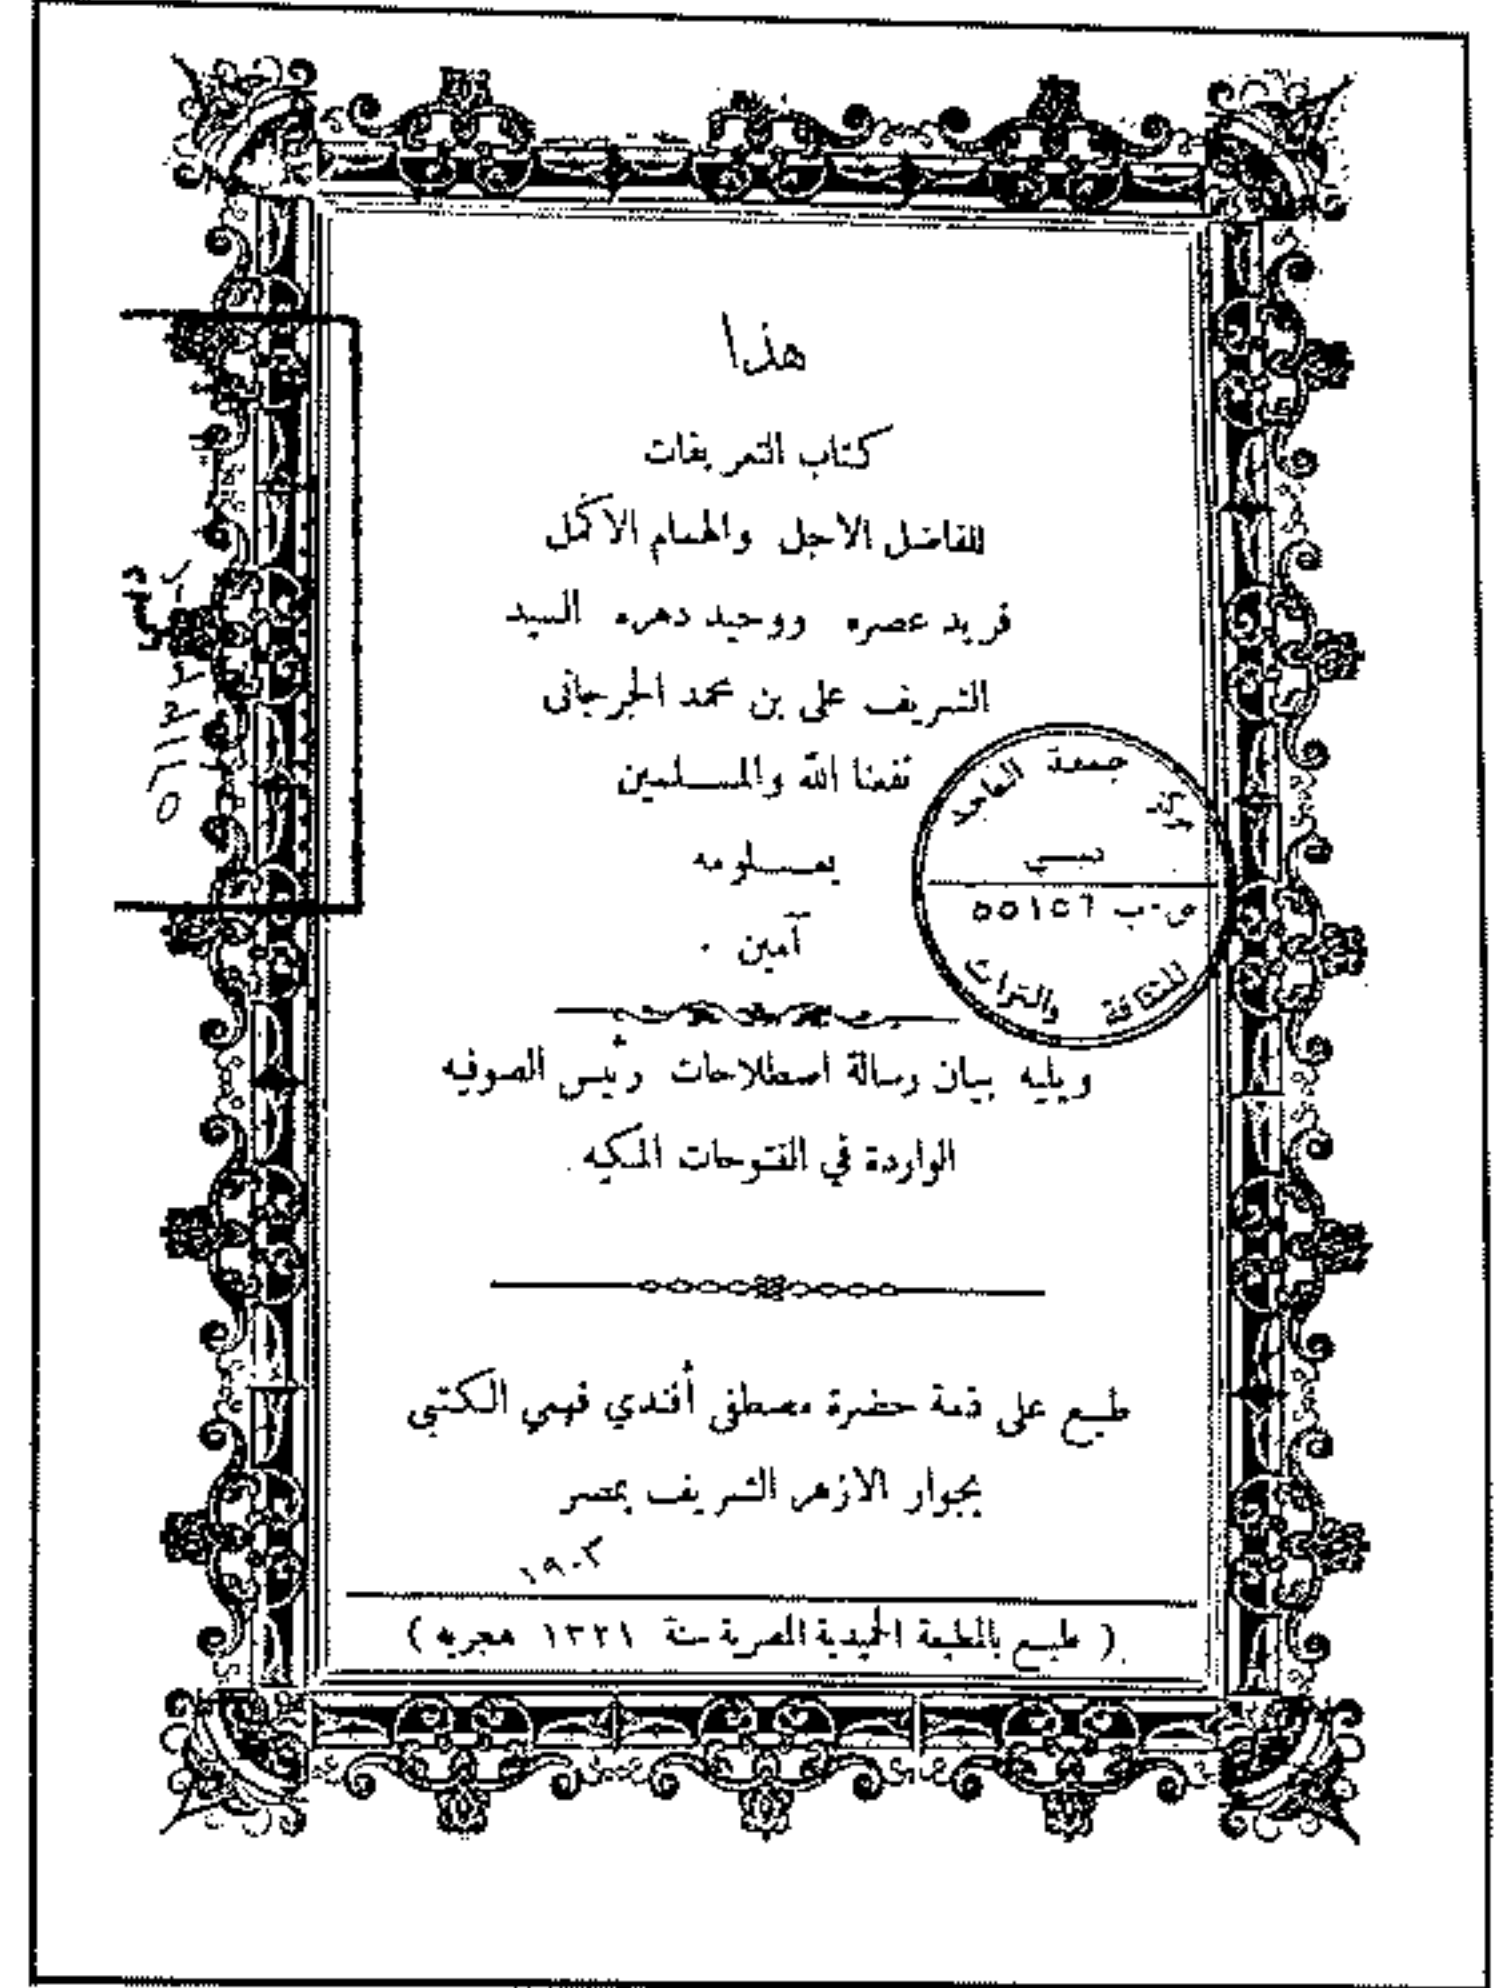 هذا
كتاب التعريفات
للفاضل الاجل والهمام الاكمل
فريد عصره ووحيد دهره السيد
الشريف على بن محمد الجرجانى
نفعنا الله والمسلمين
بعلومه
آمين
ويليه بيان رسالة اصطلاحات رئيس الصوفيه
الواردة في الفتوحات المكيه
طبع على ذمة حضرة مصطفى أفندي فهمي الكتبي
بجوار الازهر الشريف بمصر
١٩٠٣
( طبع بالمطبعة الحميدية المصرية سنة ١٣٢١ هجريه )
مركز جمعة الماجد
دبي
ص.ب ٥٥١٥٦
للثقافة والتراث